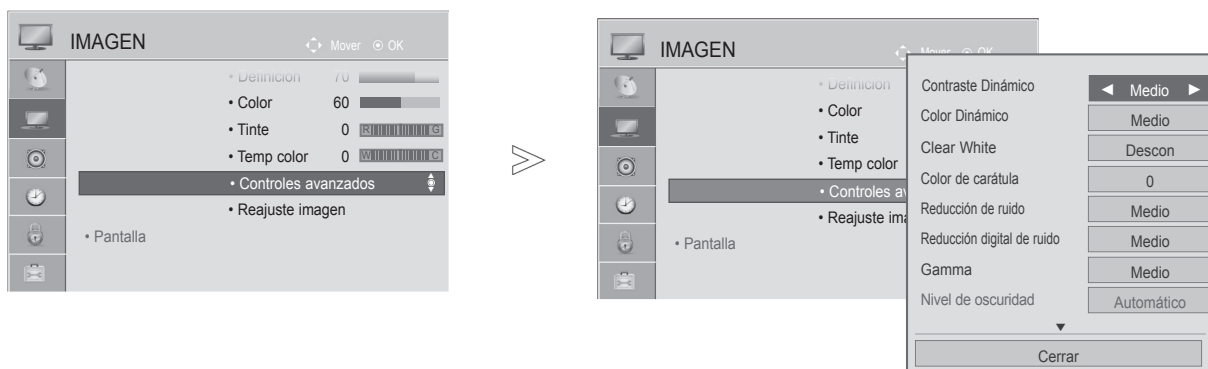 IMAGEN
Mover OK
• Definición 70
• Color 60
• Tinte 0 R G
• Temp color 0 W C
• Controles avanzados
• Reajuste imagen
• Pantalla
IMAGEN
Mover OK
• Definición
• Color
• Tinte
• Temp color
• Controles av
• Reajuste ima
• Pantalla
Contraste Dinámico ◄ Medio ►
Color Dinámico Medio
Clear White Descon
Color de carátula 0
Reducción de ruido Medio
Reducción digital de ruido Medio
Gamma Medio
Nivel de oscuridad Automático
▼
Cerrar